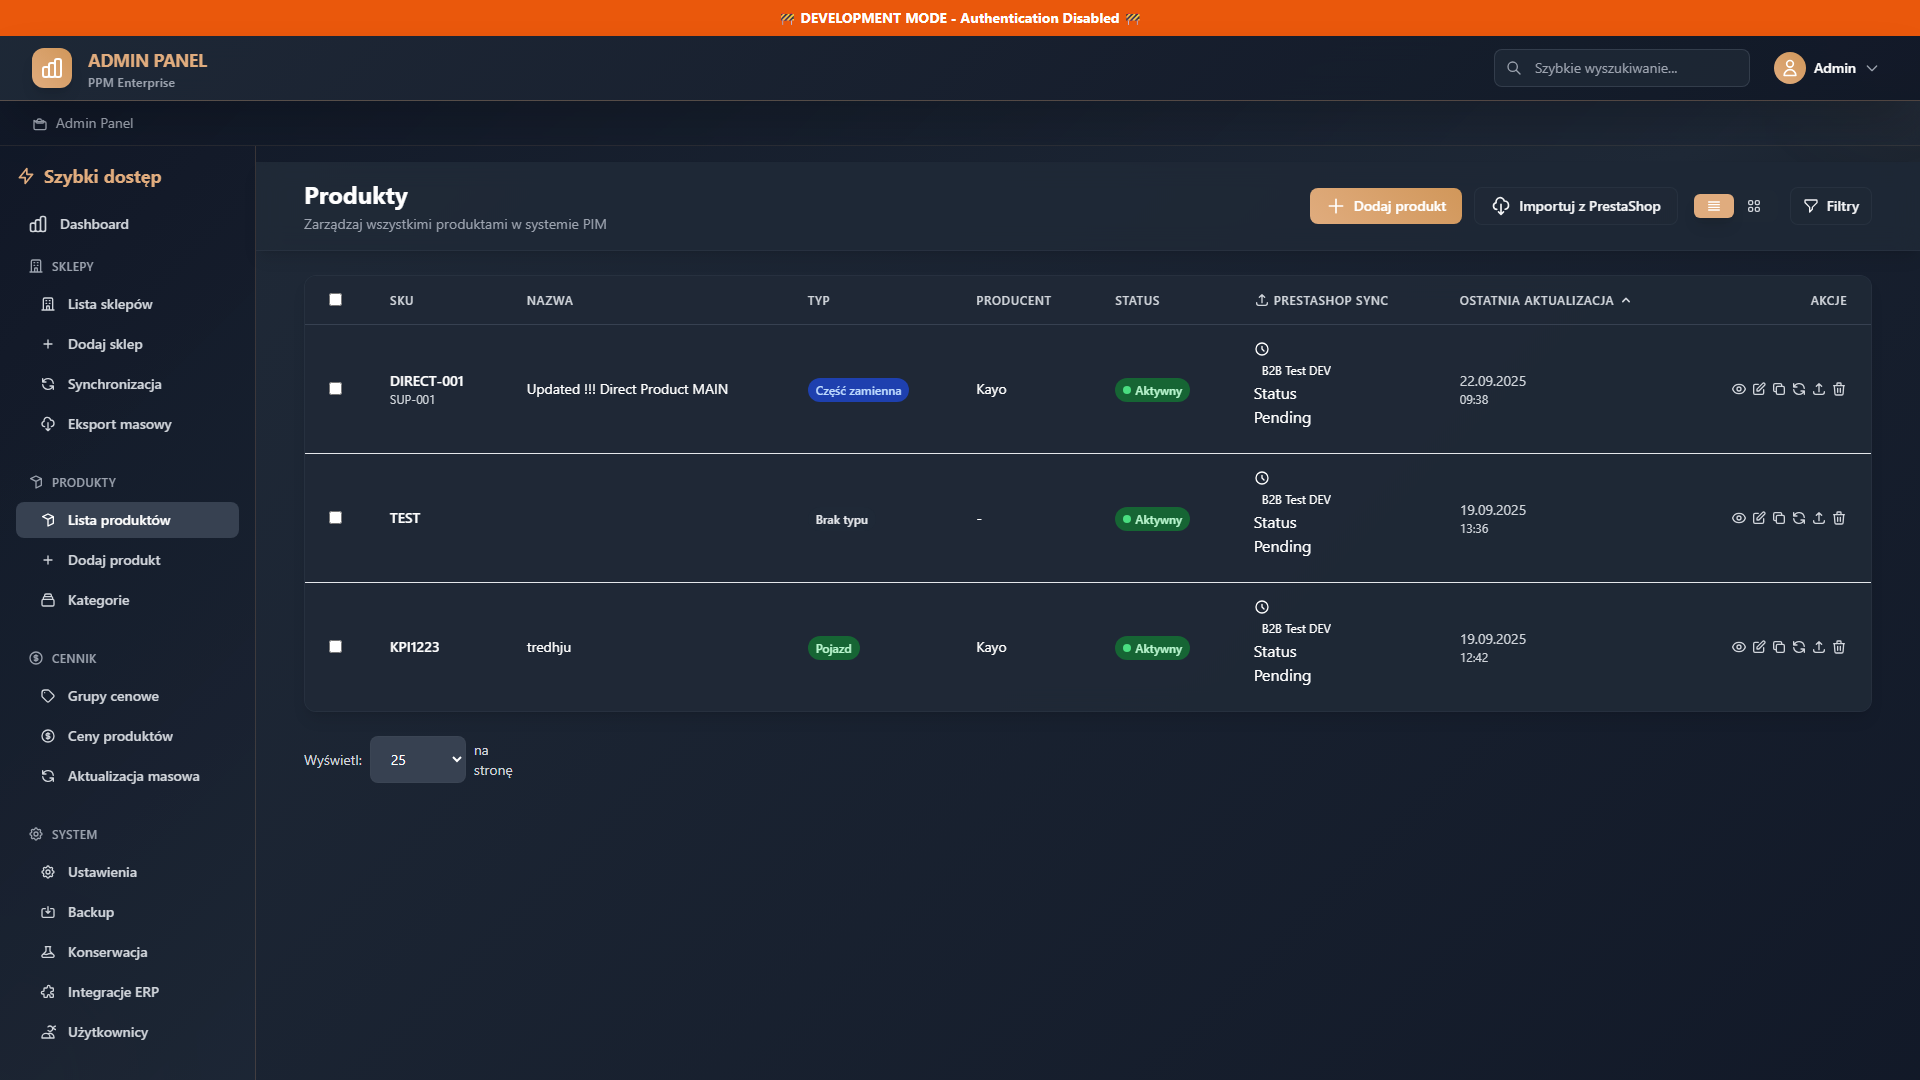 🚧 DEVELOPMENT MODE - Authentication Disabled 🚧
ADMIN PANEL
PPM Enterprise
Szybkie wyszukiwanie...
Admin
Admin Panel
Szybki dostęp
Dashboard
SKLEPY
Lista sklepów
Dodaj sklep
Synchronizacja
Eksport masowy
PRODUKTY
Lista produktów
Dodaj produkt
Kategorie
CENNIK
Grupy cenowe
Ceny produktów
Aktualizacja masowa
SYSTEM
Ustawienia
Backup
Konserwacja
Integracje ERP
Użytkownicy
Produkty
Zarządzaj wszystkimi produktami w systemie PIM
Dodaj produkt
Importuj z PrestaShop
Filtry
SKU NAZWA TYP PRODUCENT STATUS PRESTASHOP SYNC OSTATNIA AKTUALIZACJA AKCJE
DIRECT-001
SUP-001
Updated !!! Direct Product MAIN
Część zamienna
Kayo
Aktywny
B2B Test DEV
Status
Pending
22.09.2025
09:38
TEST
Brak typu
-
Aktywny
B2B Test DEV
Status
Pending
19.09.2025
13:36
KPI1223
tredhju
Pojazd
Kayo
Aktywny
B2B Test DEV
Status
Pending
19.09.2025
12:42
Wyświetl:
25
na
stronę